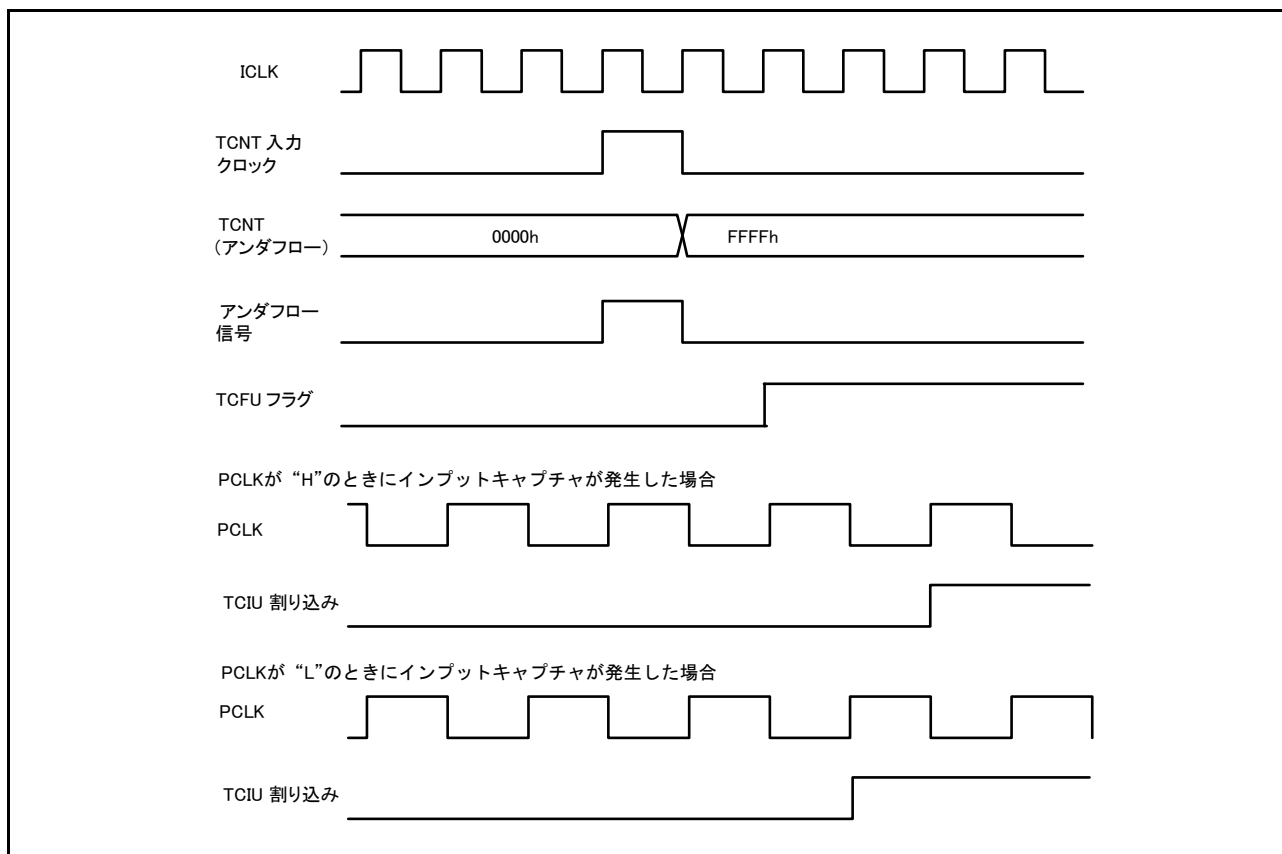 ICLK
TCNT 入力
クロック
TCNT
（アンダフロー）
0000h
FFFFh
アンダフロー
信号
TCFU フラグ
PCLKが “H”のときにインプットキャプチャが発生した場合
PCLK
TCIU 割り込み
PCLKが “L”のときにインプットキャプチャが発生した場合
PCLK
TCIU 割り込み